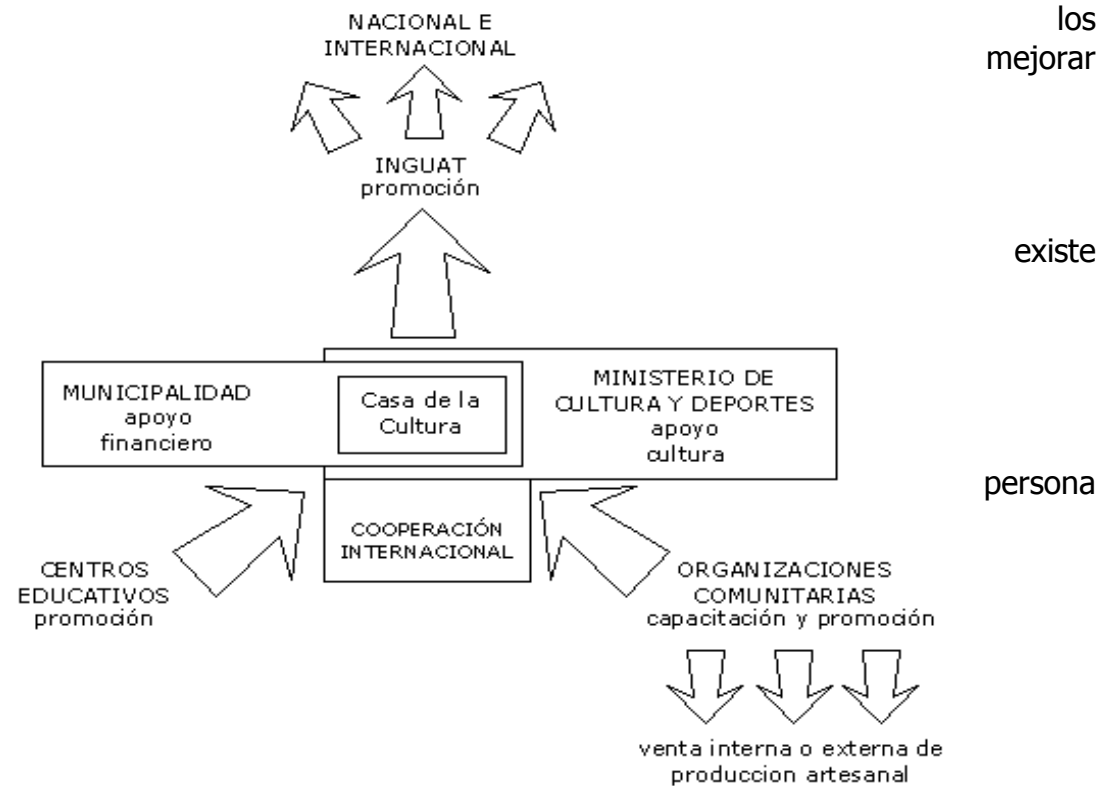 los
mejorar
NACIONAL E
INTERNACIONAL
INGUAT
promoción
existe
MUNICIPALIDAD
apoyo
financiero
Casa de la
Cultura
MINISTERIO DE
CULTURA Y DEPORTES
apoyo
cultura
persona
COOPERACIÓN
INTERNACIONAL
CENTROS
EDUCATIVOS
promoción
ORGANIZACIONES
COMUNITARIAS
capacitación y promoción
venta interna o externa de
produccion artesanal